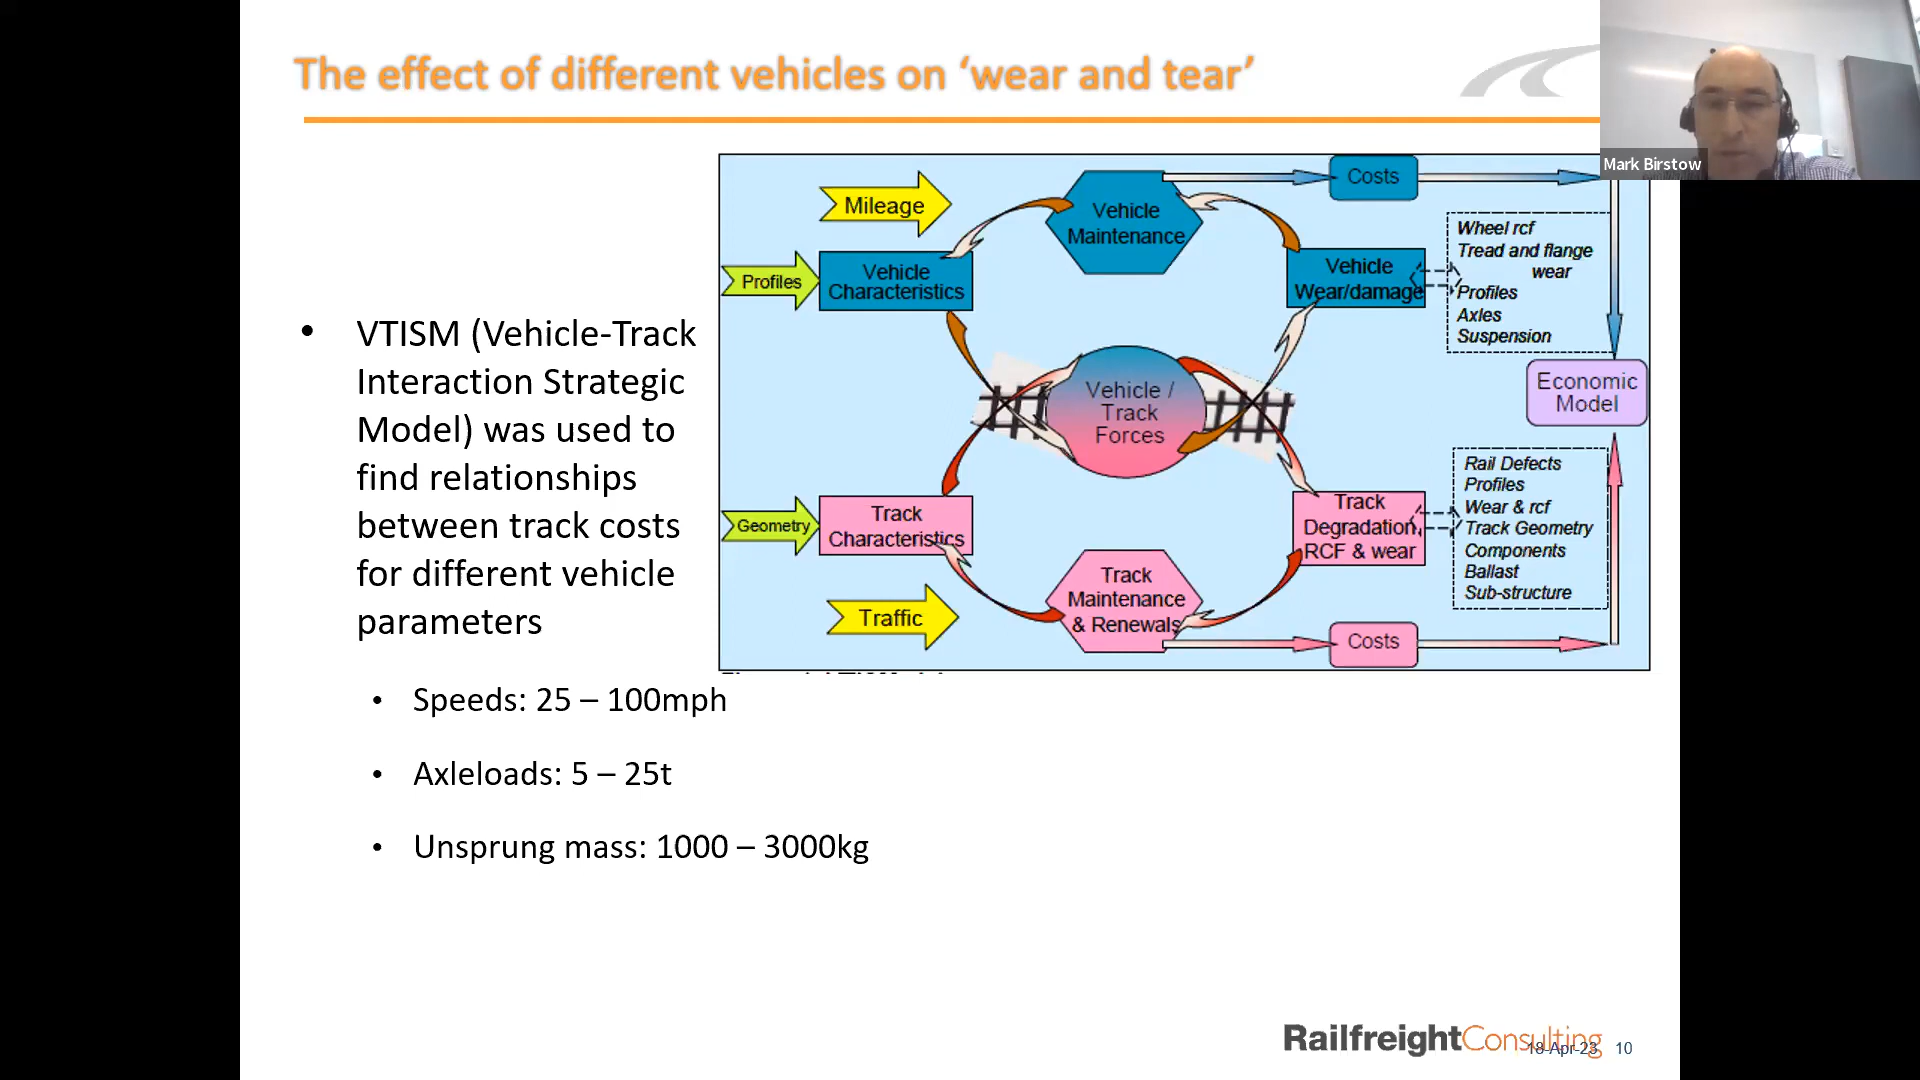 The effect of different vehicles on ‘wear and tear’
Mark Birstow
• VTISM (Vehicle-Track
Interaction Strategic
Model) was used to
find relationships
between track costs
for different vehicle
parameters
• Speeds: 25 – 100mph
• Axleloads: 5 – 25t
• Unsprung mass: 1000 – 3000kg
Mileage
Vehicle
Maintenance
Costs
Profiles
Vehicle
Characteristics
Vehicle
Wear/damage
Wheel rcf
Tread and flange
wear
Profiles
Axles
Suspension
Vehicle /
Track
Forces
Economic
Model
Geometry
Track
Characteristics
Track
Degradation
RCF & wear
Rail Defects
Profiles
Wear & rcf
Track Geometry
Components
Ballast
Sub-structure
Traffic
Track
Maintenance
& Renewals
Costs
RailfreightConsulting
18-Apr-23 10